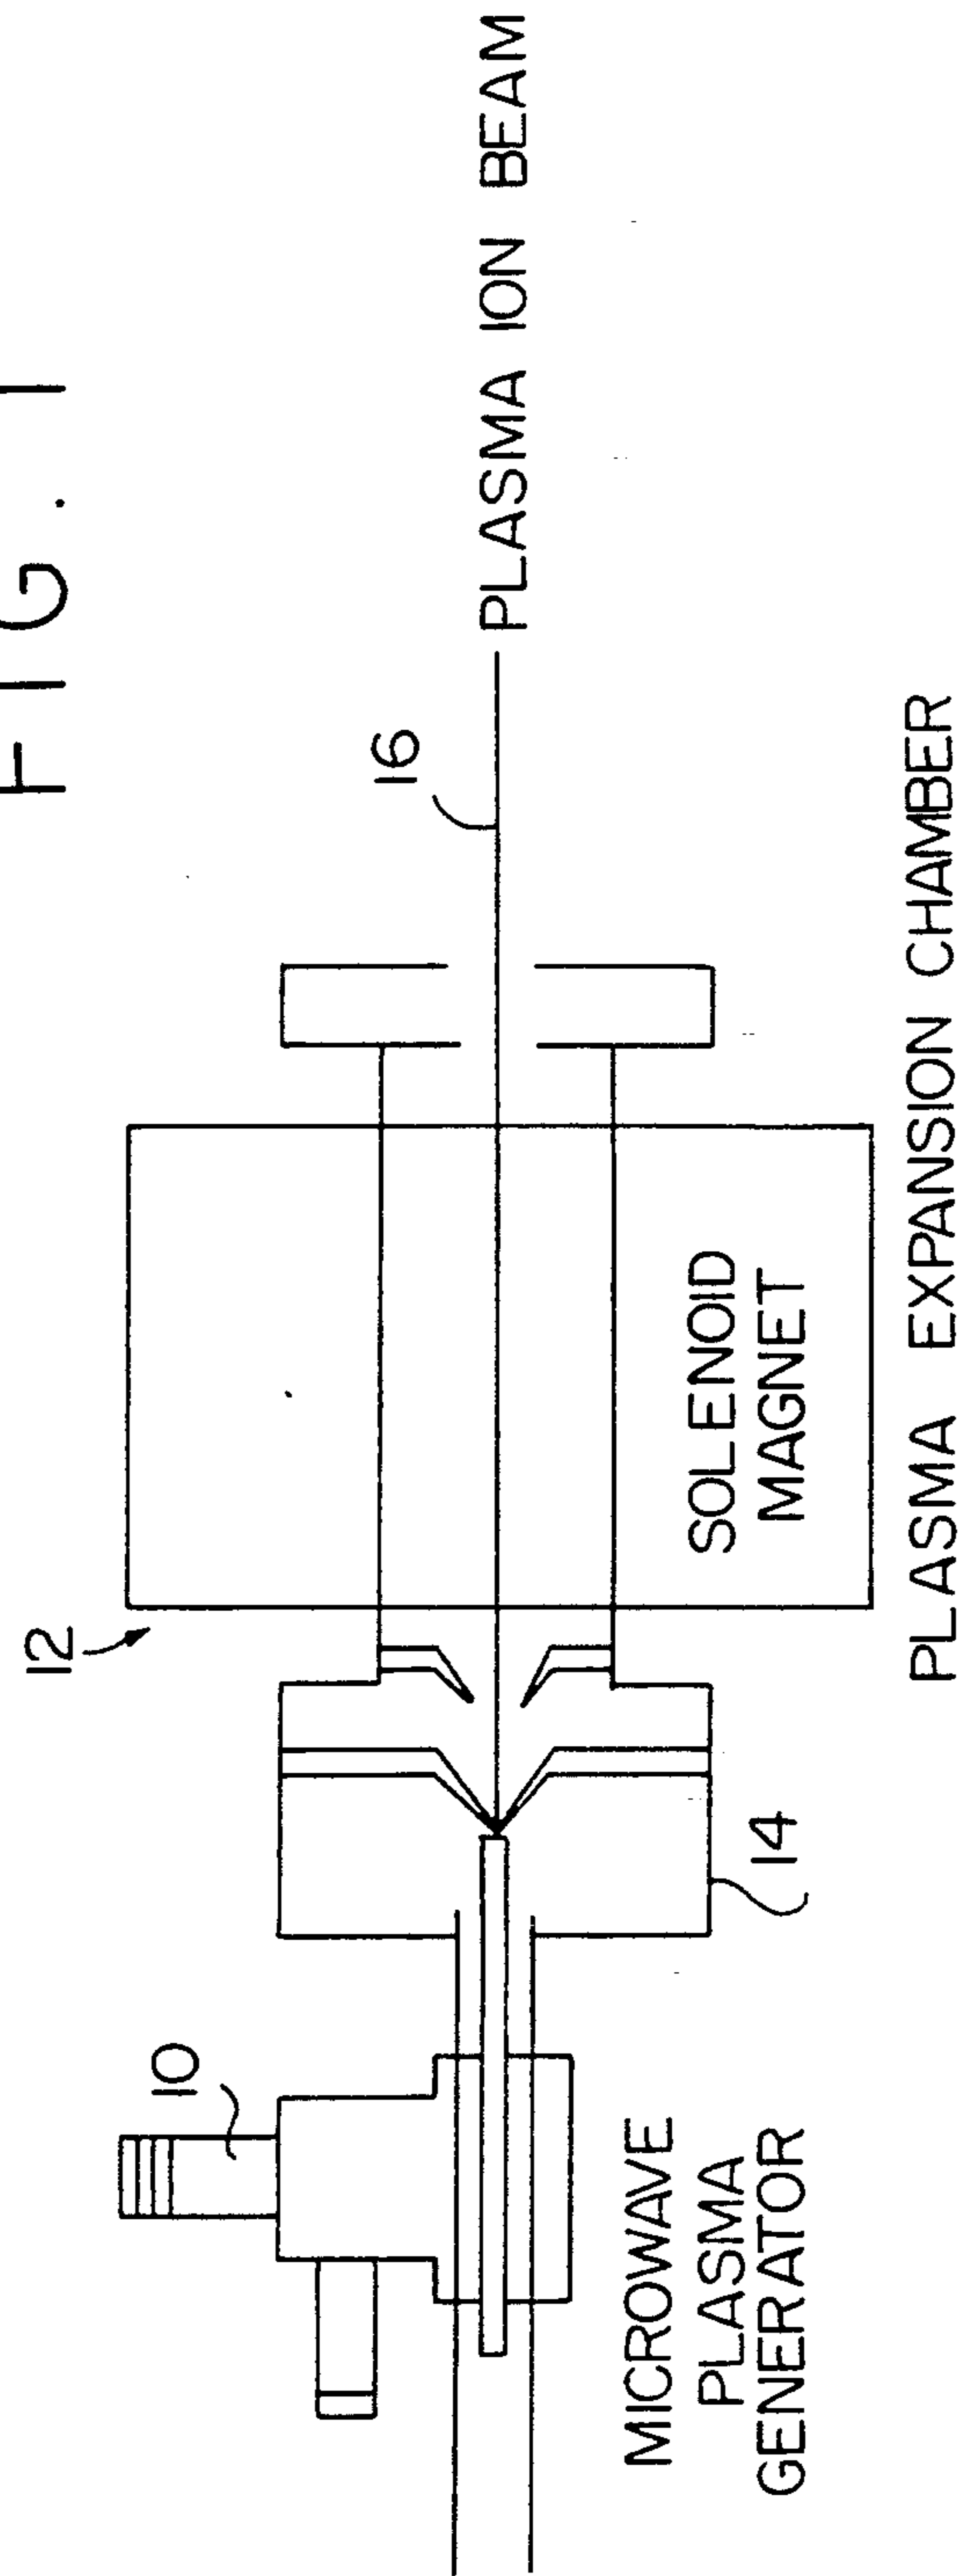 FIG. 1
12
10
16
PLASMA ION BEAM
SOLENOID
MAGNET
14
MICROWAVE
PLASMA
GENERATOR
PLASMA EXPANSION CHAMBER